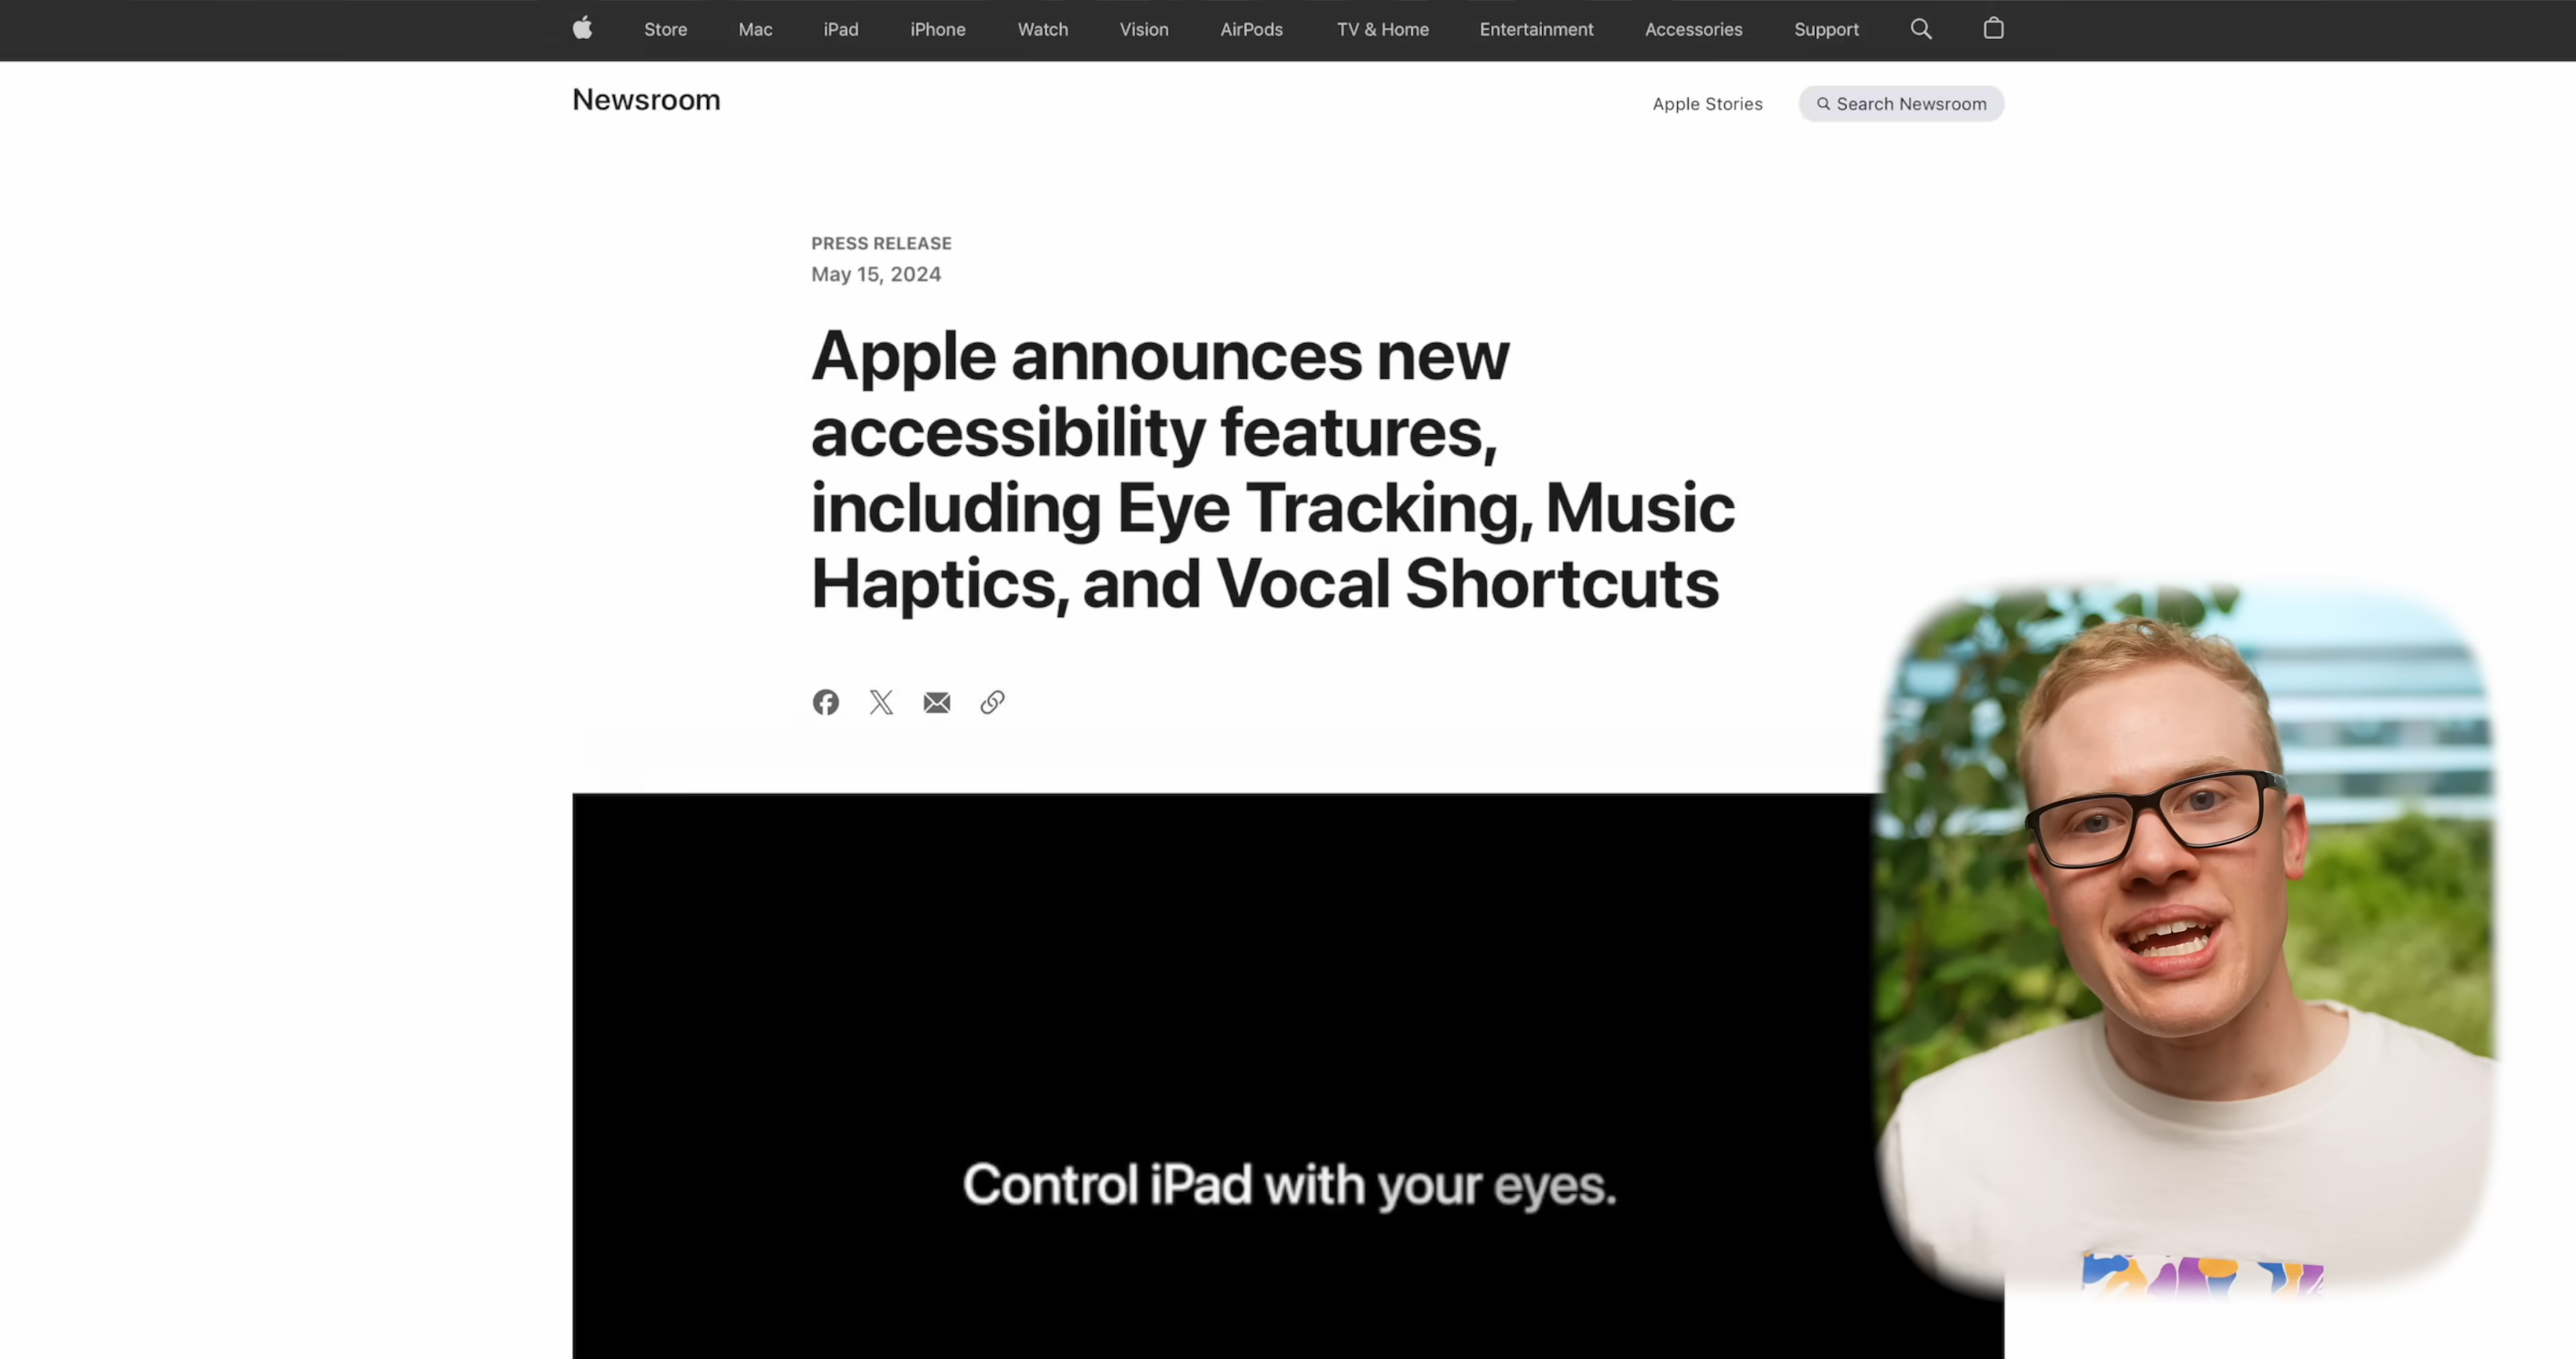 Store Mac iPad iPhone Watch Vision AirPods TV & Home Entertainment Accessories Support
Newsroom
Apple Stories Search Newsroom
PRESS RELEASE
May 15, 2024
Apple announces new
accessibility features,
including Eye Tracking, Music
Haptics, and Vocal Shortcuts
Control iPad with your eyes.